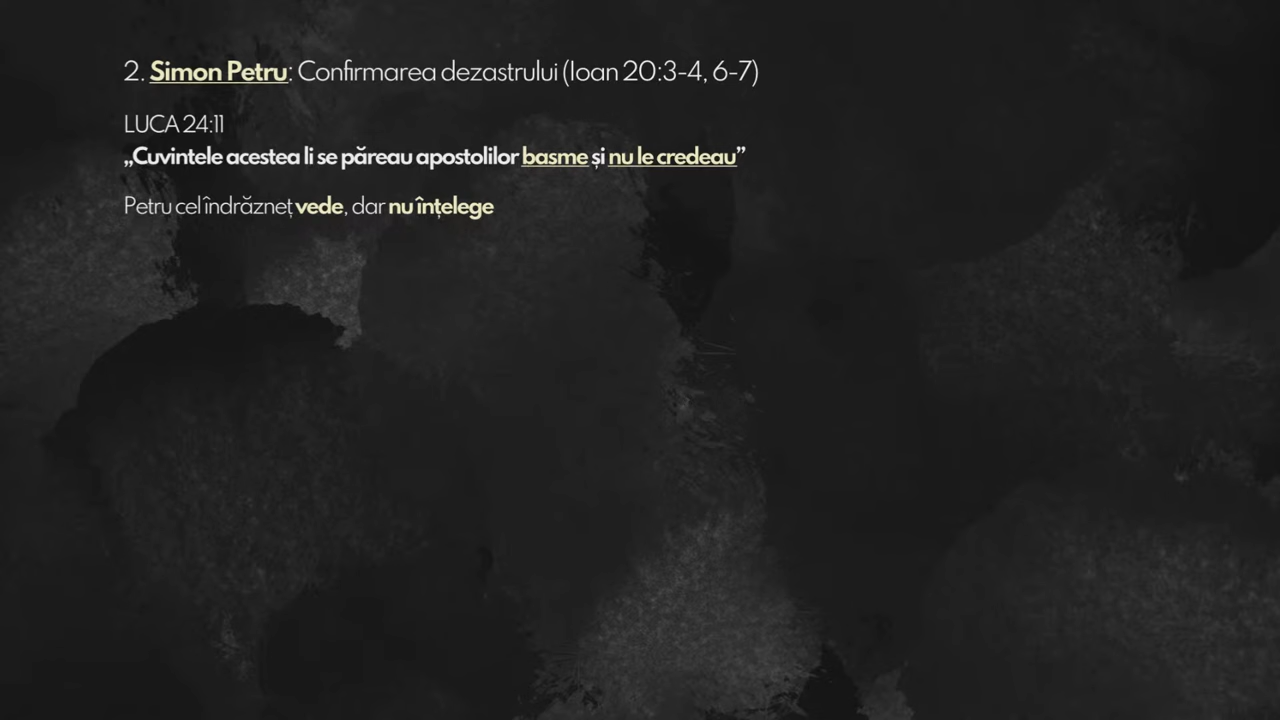 2. Simon Petru: Confirmarea dezastrului (Ioan 20:3-4, 6-7)
LUCA 24:11
„Cuvintele acestea li se păreau apostolilor basme și nu le credeau”
Petru cel îndrăzneț vede, dar nu înțelege